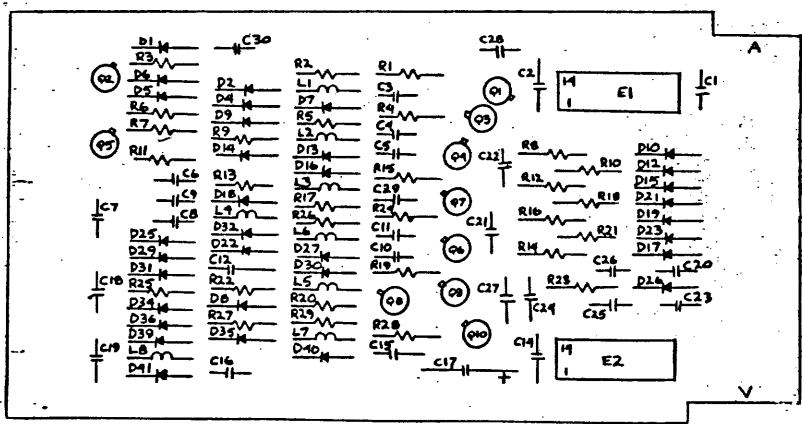 D1
C30
C28
A
R3
R2
R1
Q2
D6
D2
L1
C2
14
E1
C1
D5
D4
D7
C3
Q1
R6
D9
R5
R4
1
Q3
R7
R9
L2
C4
Q5
D14
D13
C5
Q4
R8
D10
R11
D16
C22
R10
D12
C6
R13
L3
R15
R12
D15
C9
D18
R17
C29
Q7
R18
D21
C7
C8
L4
R26
R24
R16
D19
D25
D32
L6
C11
C21
R21
D23
D29
D22
D27
C10
Q6
R14
D17
D31
C12
D30
R19
C26
C20
C18
R25
R22
L5
Q8
Q9
C27
C24
R23
D26
D34
D8
R20
C25
C23
D36
R27
R29
R28
Q10
D39
D35
L7
C14
14
E2
C19
L8
D40
C15
1
D41
C16
C17
+
V